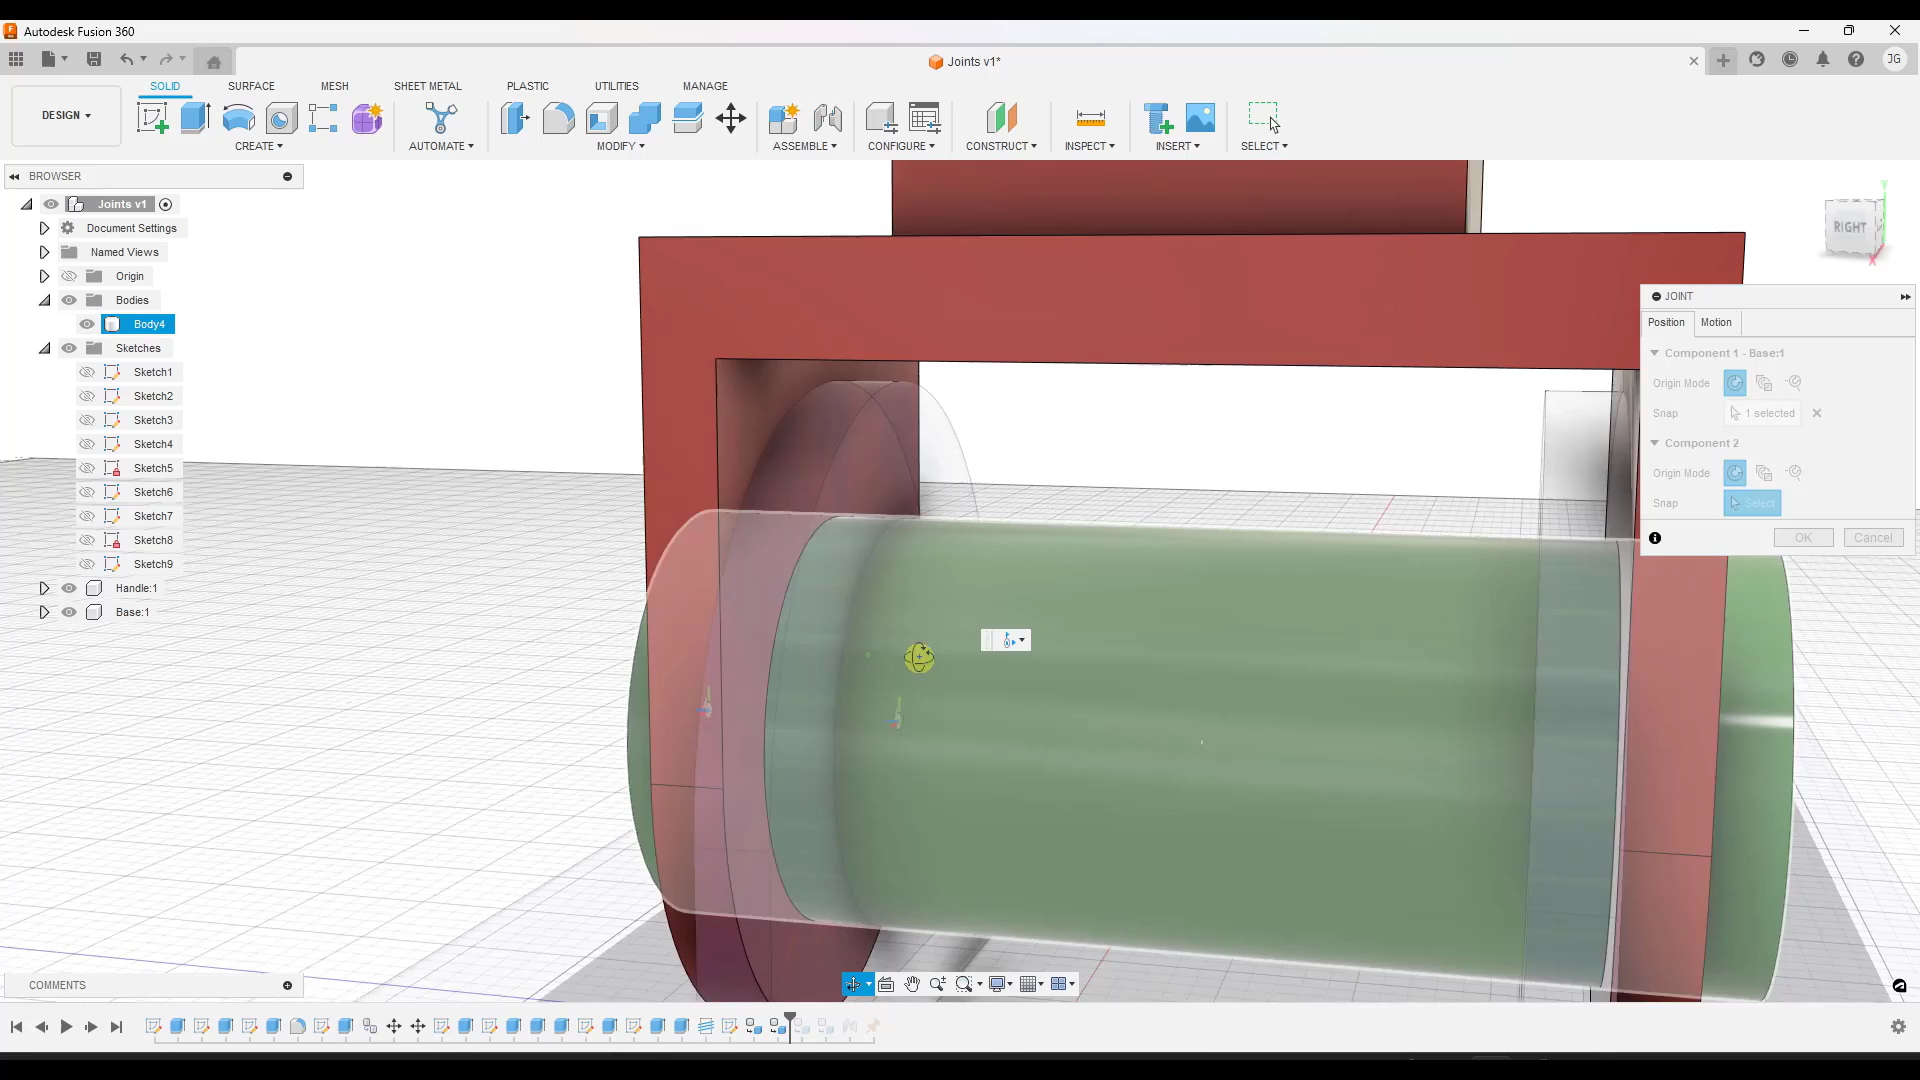 Autodesk Fusion 360
Joints v1*
JG
DESIGN
SOLID SURFACE MESH SHEET METAL PLASTIC UTILITIES MANAGE
CREATE AUTOMATE MODIFY ASSEMBLE CONFIGURE CONSTRUCT INSPECT INSERT SELECT
BROWSER
Joints v1
Document Settings
Named Views
Origin
Bodies
Body4
Sketches
Sketch1
Sketch2
Sketch3
Sketch4
Sketch5
Sketch6
Sketch7
Sketch8
Sketch9
Handle:1
Base:1
RIGHT
Y
X
JOINT
Position Motion
Component 1 - Base:1
Origin Mode
Snap 1 selected
Component 2
Origin Mode
Snap Select
OK Cancel
COMMENTS